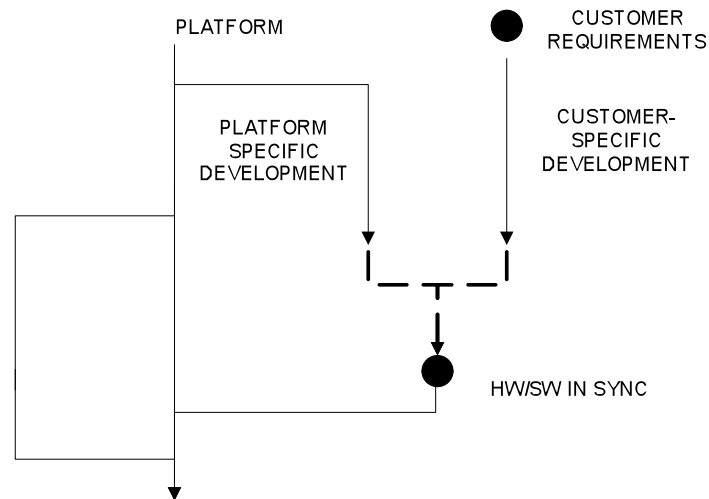 PLATFORM
CUSTOMER
REQUIREMENTS
PLATFORM
SPECIFIC
DEVELOPMENT
CUSTOMER-
SPECIFIC
DEVELOPMENT
HW/SW IN SYNC